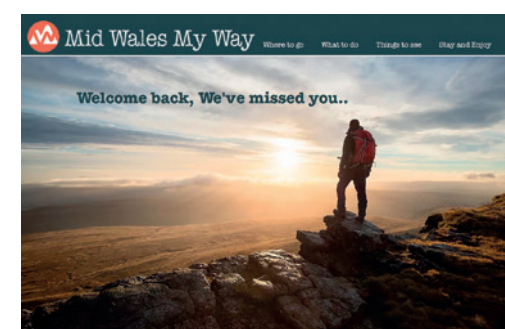 Mid Wales My Way
Where to go What to do Things to see Stay and Enjoy
Welcome back, We've missed you..